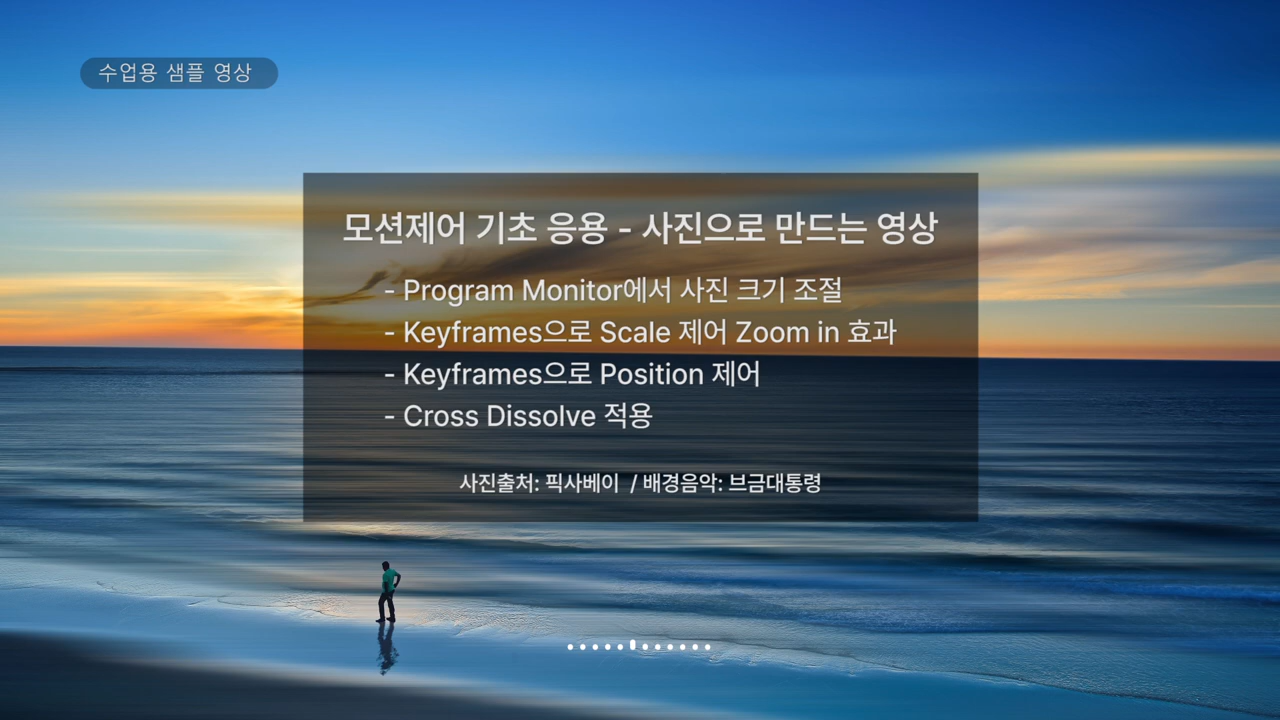 수업용 샘플 영상
모션제어 기초 응용 - 사진으로 만드는 영상
- Program Monitor에서 사진 크기 조절
- Keyframes으로 Scale 제어 Zoom in 효과
- Keyframes으로 Position 제어
- Cross Dissolve 적용
사진출처: 픽사베이 / 배경음악: 브금대통령